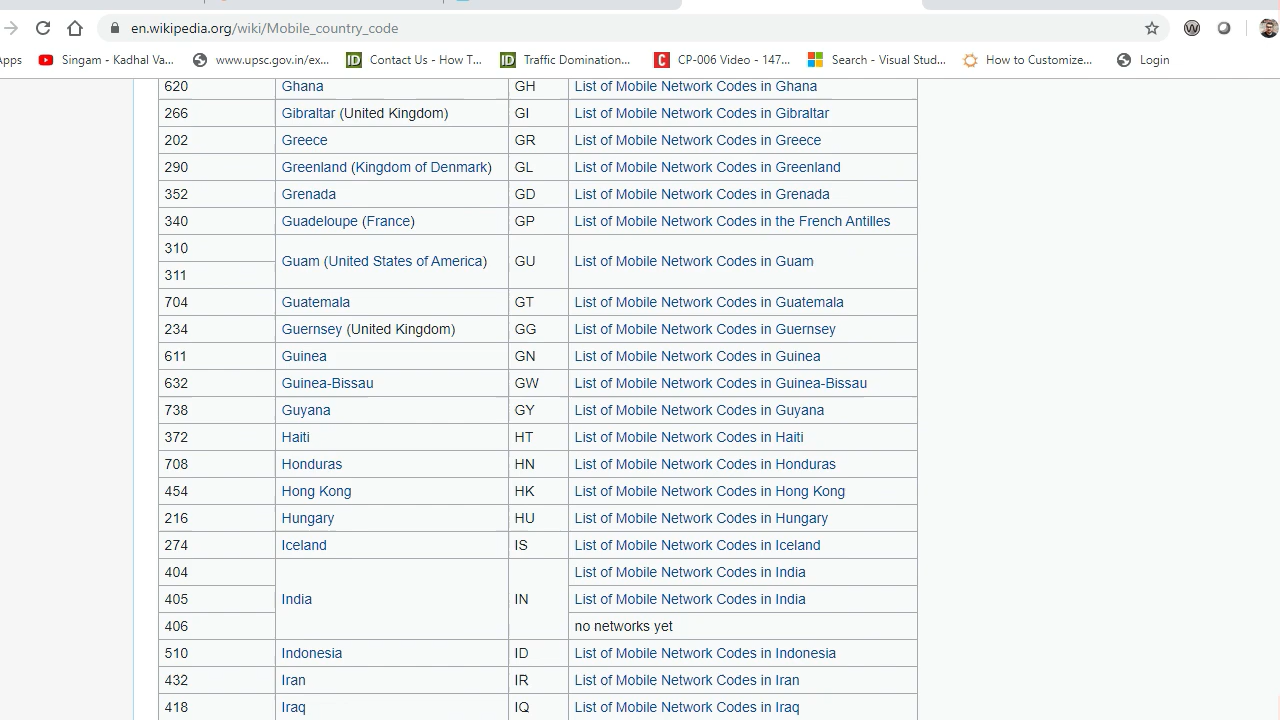 en.wikipedia.org/wiki/Mobile_country_code
Apps Singam - Kadhal Va... www.upsc.gov.in/ex... ID Contact Us - How T... ID Traffic Domination... C CP-006 Video - 147... Search - Visual Stud... How to Customize... Login
620 Ghana GH List of Mobile Network Codes in Ghana
266 Gibraltar (United Kingdom) GI List of Mobile Network Codes in Gibraltar
202 Greece GR List of Mobile Network Codes in Greece
290 Greenland (Kingdom of Denmark) GL List of Mobile Network Codes in Greenland
352 Grenada GD List of Mobile Network Codes in Grenada
340 Guadeloupe (France) GP List of Mobile Network Codes in the French Antilles
310
Guam (United States of America) GU List of Mobile Network Codes in Guam
311
704 Guatemala GT List of Mobile Network Codes in Guatemala
234 Guernsey (United Kingdom) GG List of Mobile Network Codes in Guernsey
611 Guinea GN List of Mobile Network Codes in Guinea
632 Guinea-Bissau GW List of Mobile Network Codes in Guinea-Bissau
738 Guyana GY List of Mobile Network Codes in Guyana
372 Haiti HT List of Mobile Network Codes in Haiti
708 Honduras HN List of Mobile Network Codes in Honduras
454 Hong Kong HK List of Mobile Network Codes in Hong Kong
216 Hungary HU List of Mobile Network Codes in Hungary
274 Iceland IS List of Mobile Network Codes in Iceland
404 List of Mobile Network Codes in India
405 India IN List of Mobile Network Codes in India
406 no networks yet
510 Indonesia ID List of Mobile Network Codes in Indonesia
432 Iran IR List of Mobile Network Codes in Iran
418 Iraq IQ List of Mobile Network Codes in Iraq